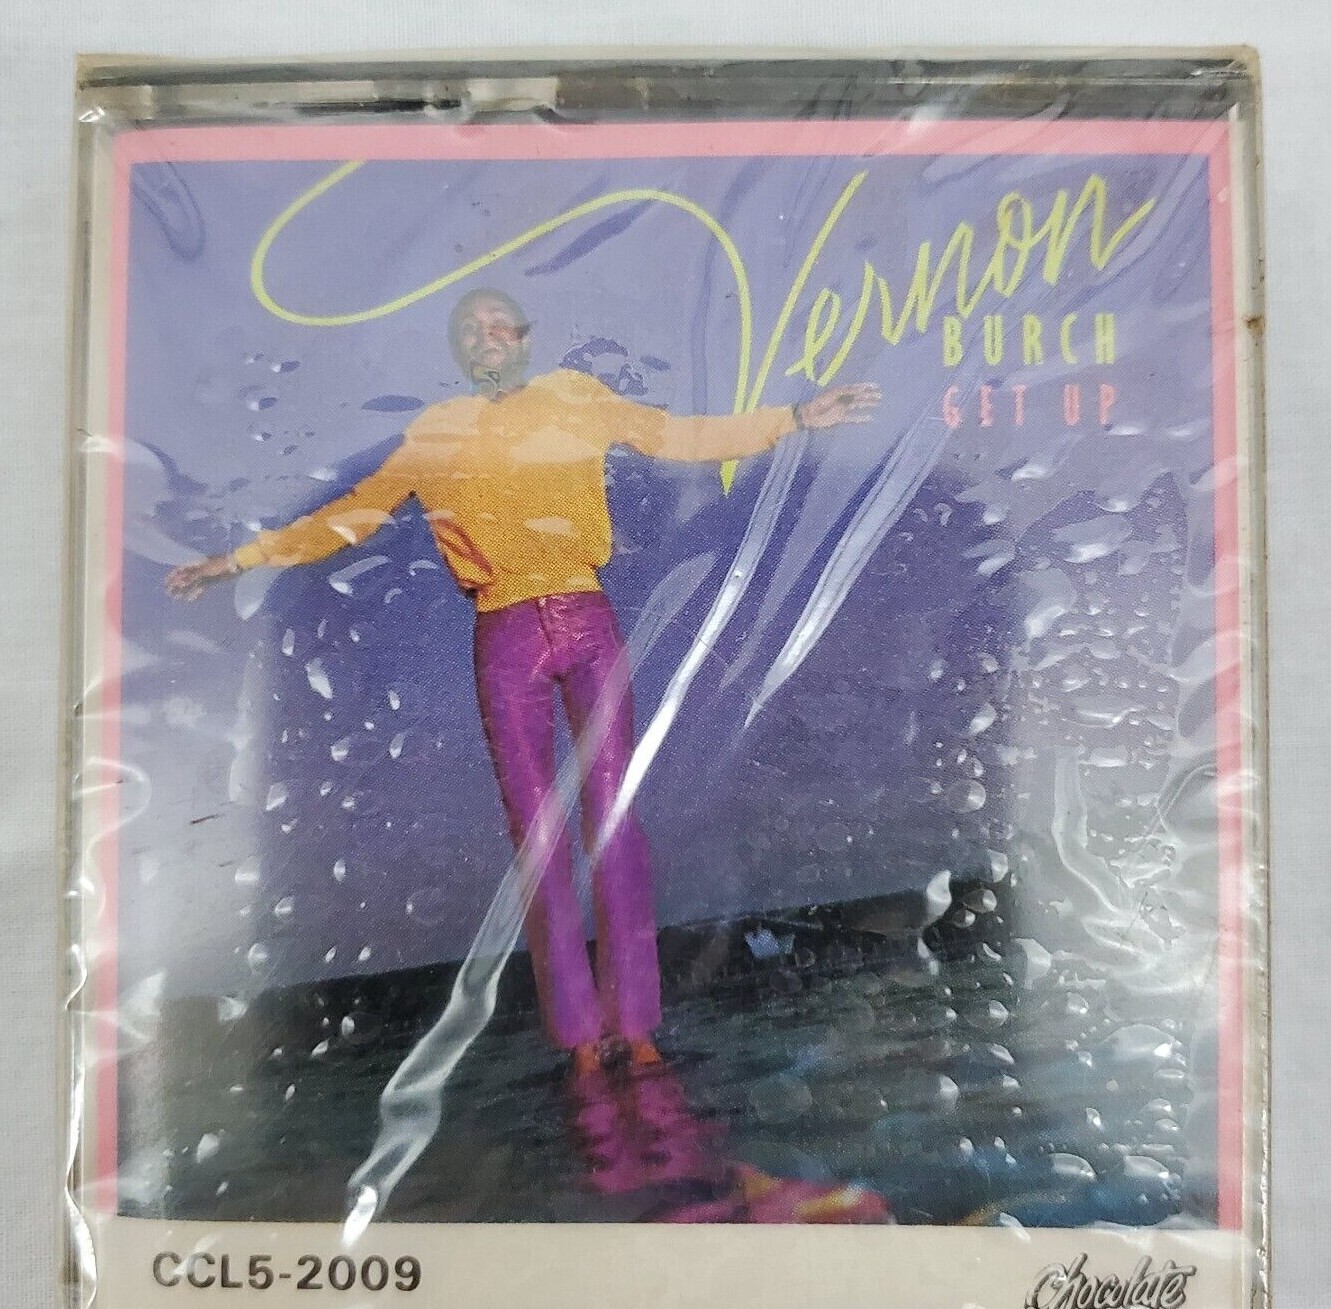 Vernon
BURCH
GET UP
CCL5-2009
Chocolate